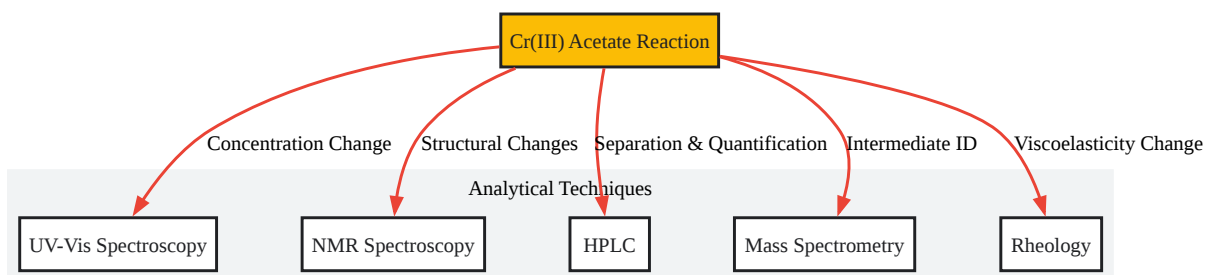 Cr(III) Acetate Reaction
Concentration Change
Structural Changes
Separation & Quantification
Intermediate ID
Viscoelasticity Change
Analytical Techniques
UV-Vis Spectroscopy
NMR Spectroscopy
HPLC
Mass Spectrometry
Rheology